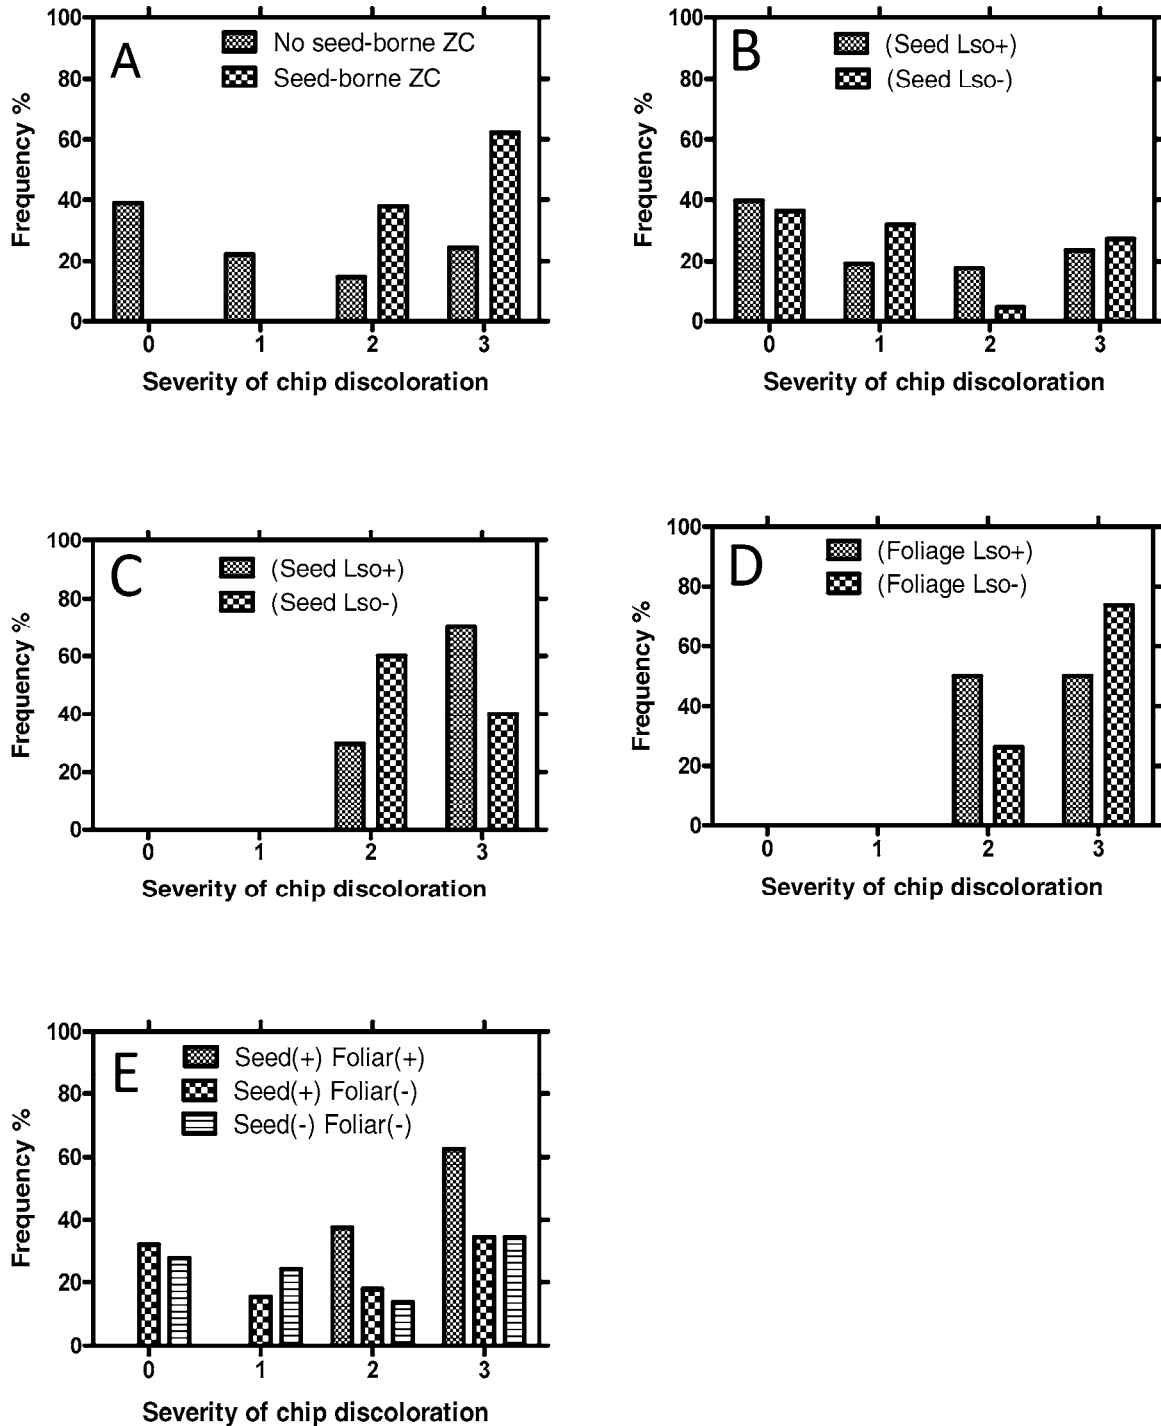 A
No seed-borne ZC
Seed-borne ZC
Frequency %
100
80
60
40
20
0
0 1 2 3
Severity of chip discoloration
B
(Seed Lso+)
(Seed Lso-)
Frequency %
100
80
60
40
20
0
0 1 2 3
Severity of chip discoloration
C
(Seed Lso+)
(Seed Lso-)
Frequency %
100
80
60
40
20
0
0 1 2 3
Severity of chip discoloration
D
(Foliage Lso+)
(Foliage Lso-)
Frequency %
100
80
60
40
20
0
0 1 2 3
Severity of chip discoloration
E
Seed(+) Foliar(+)
Seed(+) Foliar(-)
Seed(-) Foliar(-)
Frequency %
100
80
60
40
20
0
0 1 2 3
Severity of chip discoloration